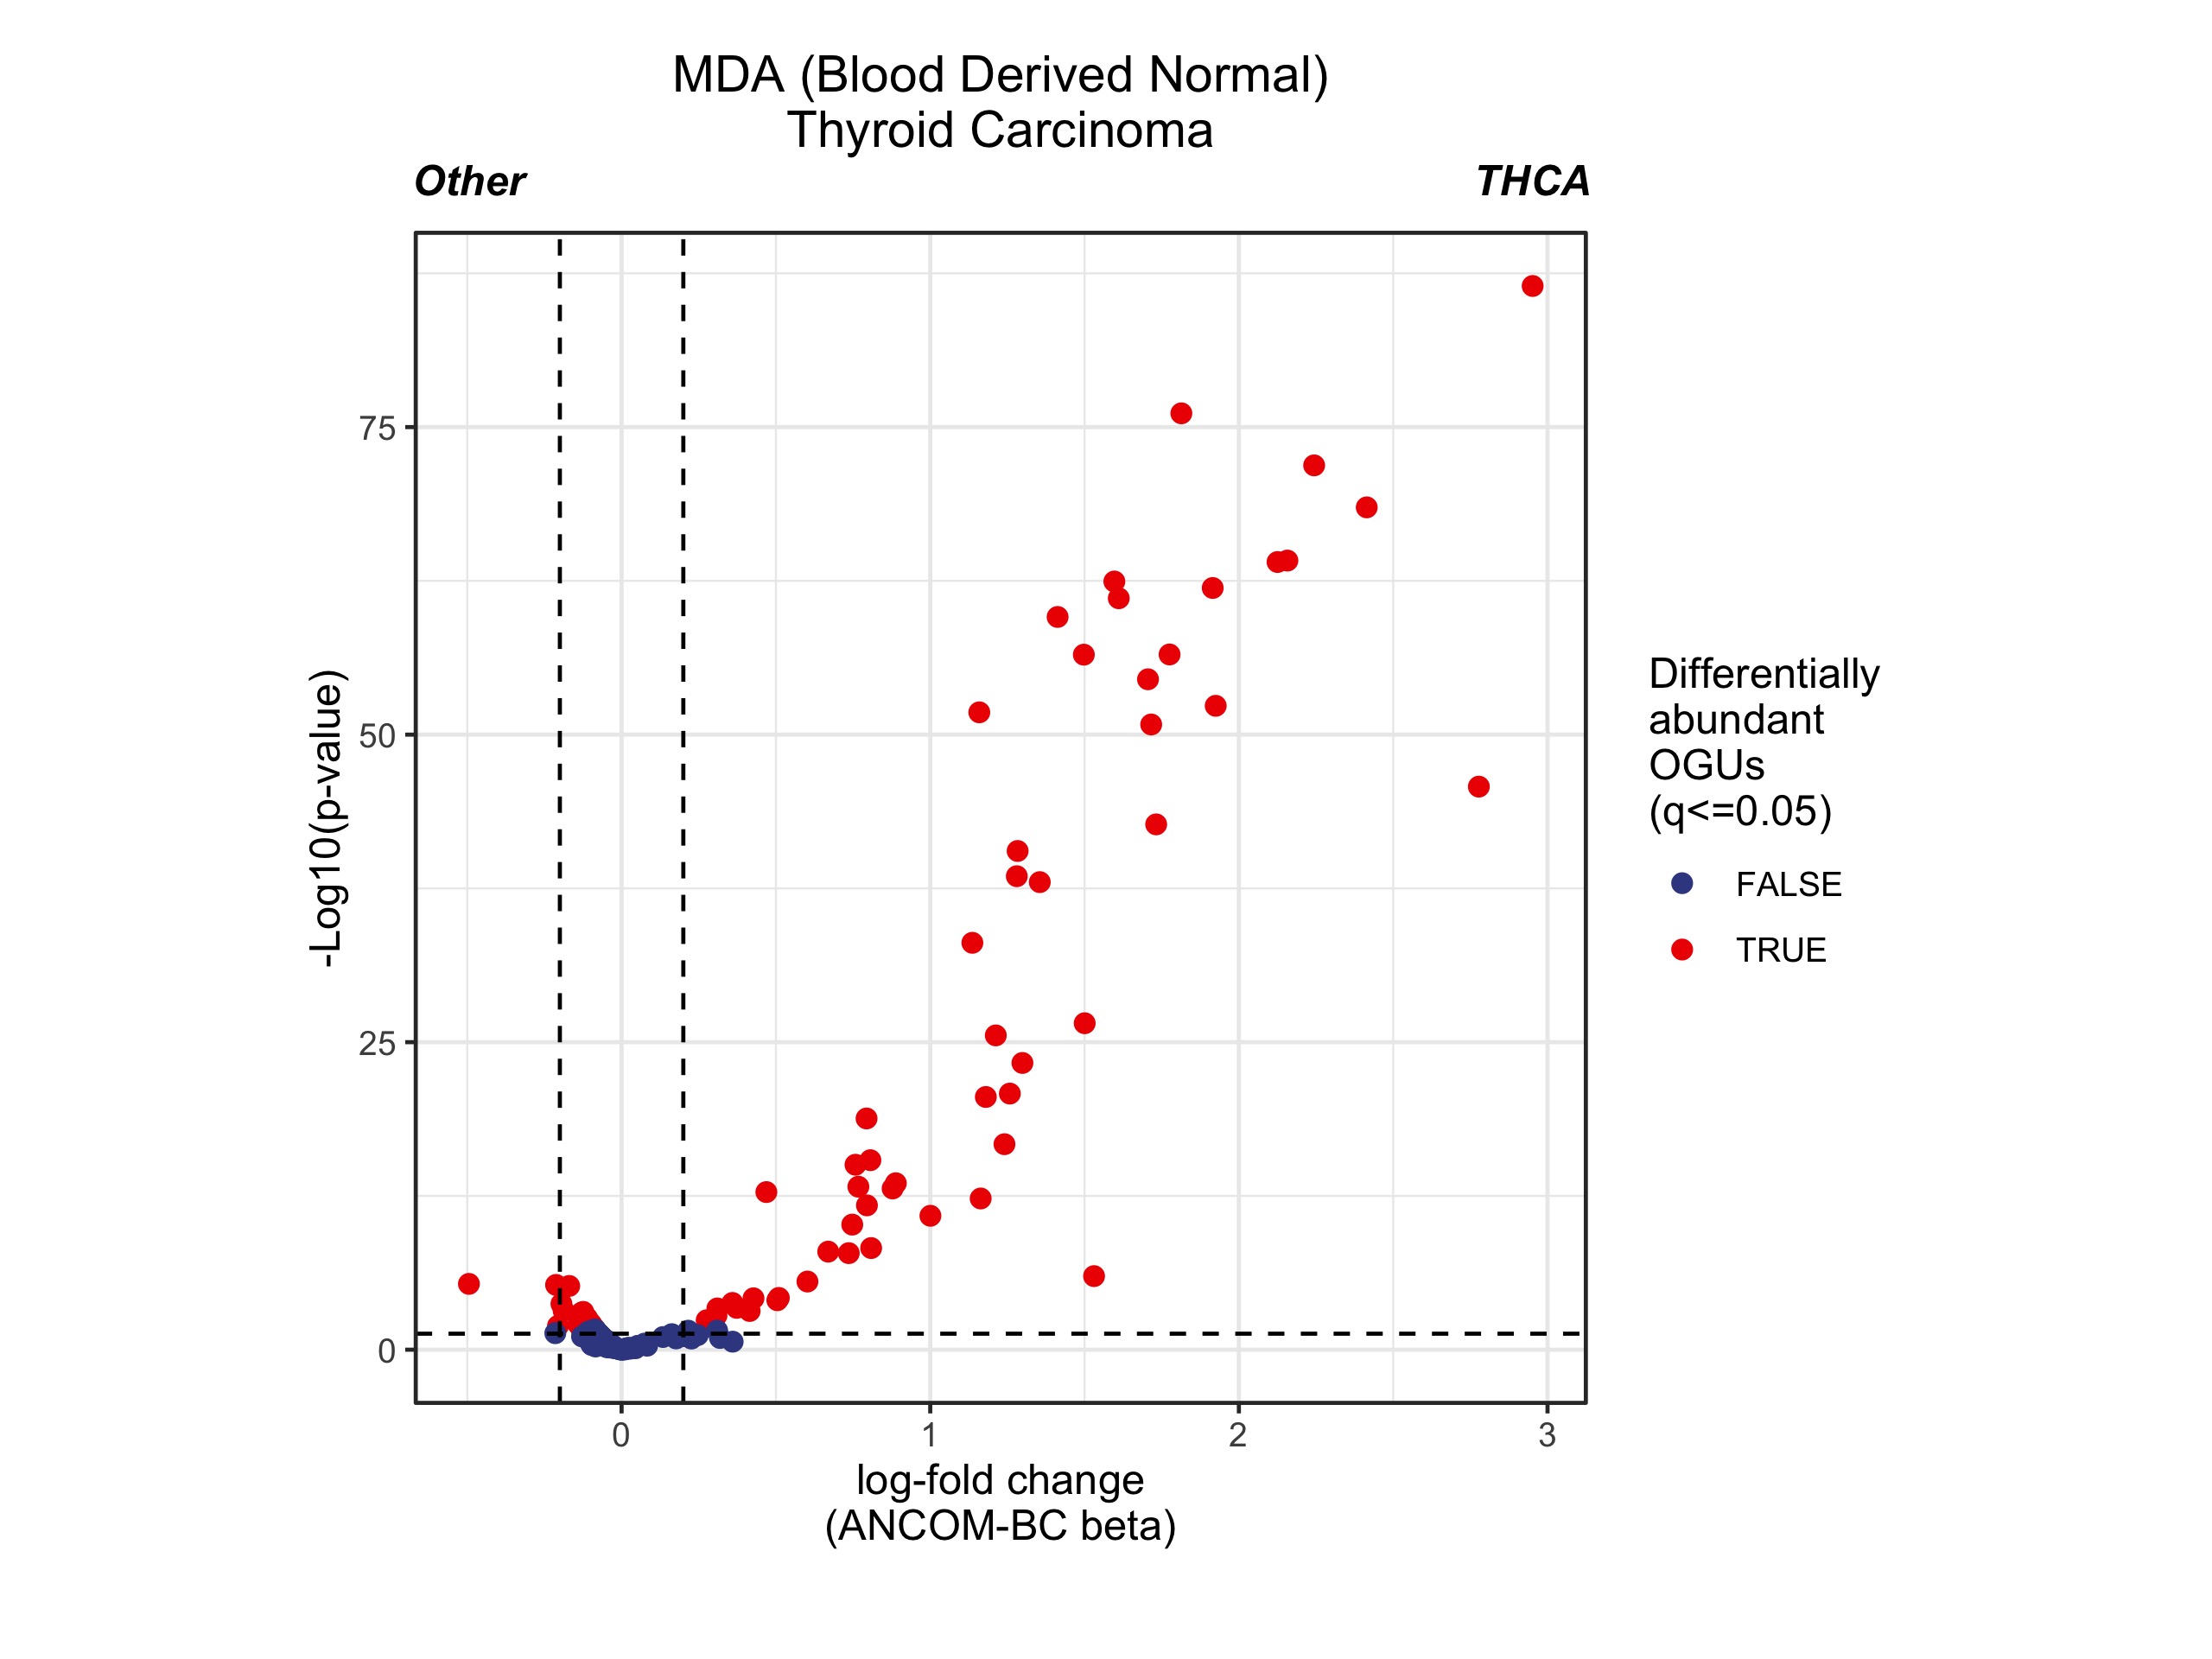 MDA (Blood Derived Normal)
Thyroid Carcinoma
Other
THCA
-Log10(p-value)
75
50
25
0
0
1
2
3
log-fold change
(ANCOM-BC beta)
Differentially
abundant
OGUs
(q<=0.05)
FALSE
TRUE